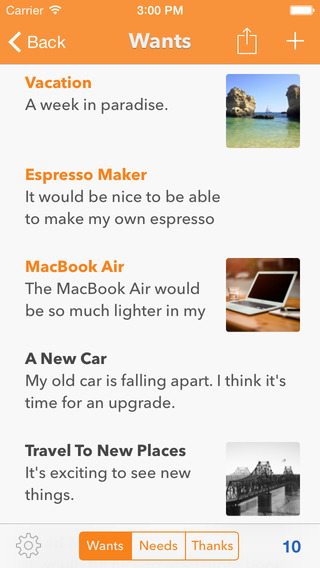 Carrier 3:00 PM
Back Wants
Vacation
A week in paradise.
Espresso Maker
It would be nice to be able
to make my own espresso
MacBook Air
The MacBook Air would
be so much lighter in my
A New Car
My old car is falling apart. I think it's
time for an upgrade.
Travel To New Places
It's exciting to see new
things.
Wants Needs Thanks 10